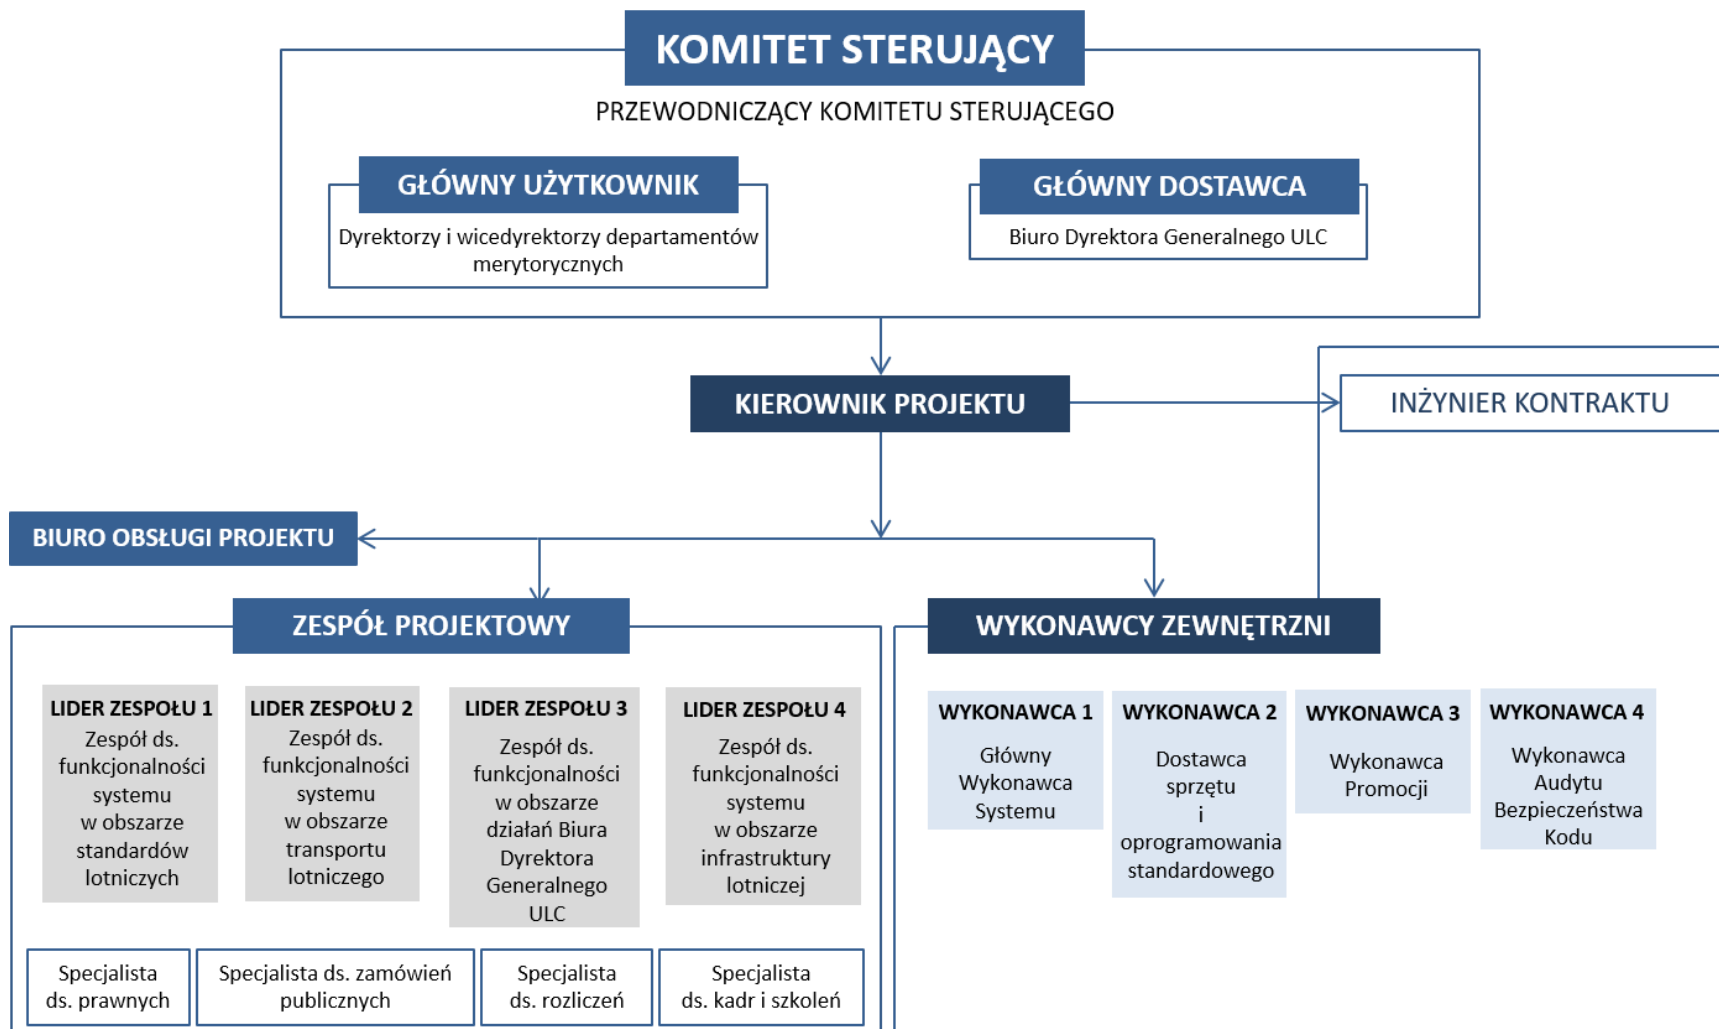 KOMITET STERUJĄCY
PRZEWODNICZĄCY KOMITETU STERUJĄCEGO
GŁÓWNY UŻYTKOWNIK
Dyrektorzy i wicedyrektorzy departamentów
merytorycznych
GŁÓWNY DOSTAWCA
Biuro Dyrektora Generalnego ULC
KIEROWNIK PROJEKTU
INŻYNIER KONTRAKTU
BIURO OBSŁUGI PROJEKTU
ZESPÓŁ PROJEKTOWY
LIDER ZESPOŁU 1
Zespół ds.
funkcjonalności
systemu
w obszarze
standardów
lotniczych
LIDER ZESPOŁU 2
Zespół ds.
funkcjonalności
systemu
w obszarze
transportu
lotniczego
LIDER ZESPOŁU 3
Zespół ds.
funkcjonalności
w obszarze
działań Biura
Dyrektora
Generalnego
ULC
LIDER ZESPOŁU 4
Zespół ds.
funkcjonalności
systemu
w obszarze
infrastruktury
lotniczej
Specjalista
ds. prawnych
Specjalista ds. zamówień
publicznych
Specjalista
ds. rozliczeń
Specjalista
ds. kadr i szkoleń
WYKONAWCY ZEWNĘTRZNI
WYKONAWCA 1
Główny
Wykonawca
Systemu
WYKONAWCA 2
Dostawca
sprzętu
i
oprogramowania
standardowego
WYKONAWCA 3
Wykonawca
Promocji
WYKONAWCA 4
Wykonawca
Audytu
Bezpieczeństwa
Kodu